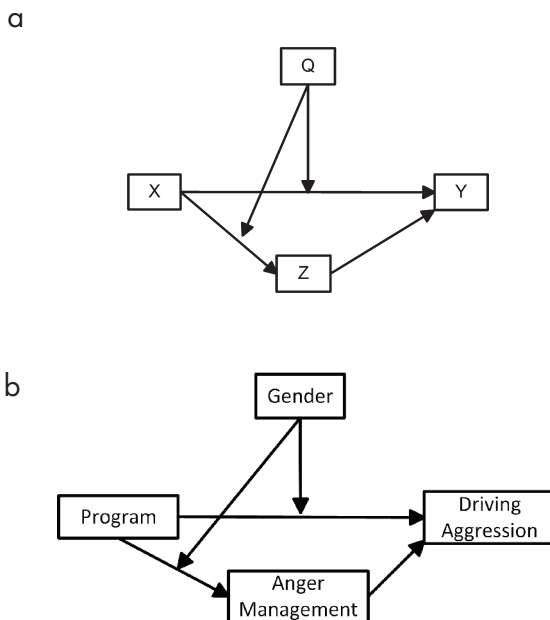 a
Q
X
Y
Z
b
Gender
Program
Driving
Aggression
Anger
Management